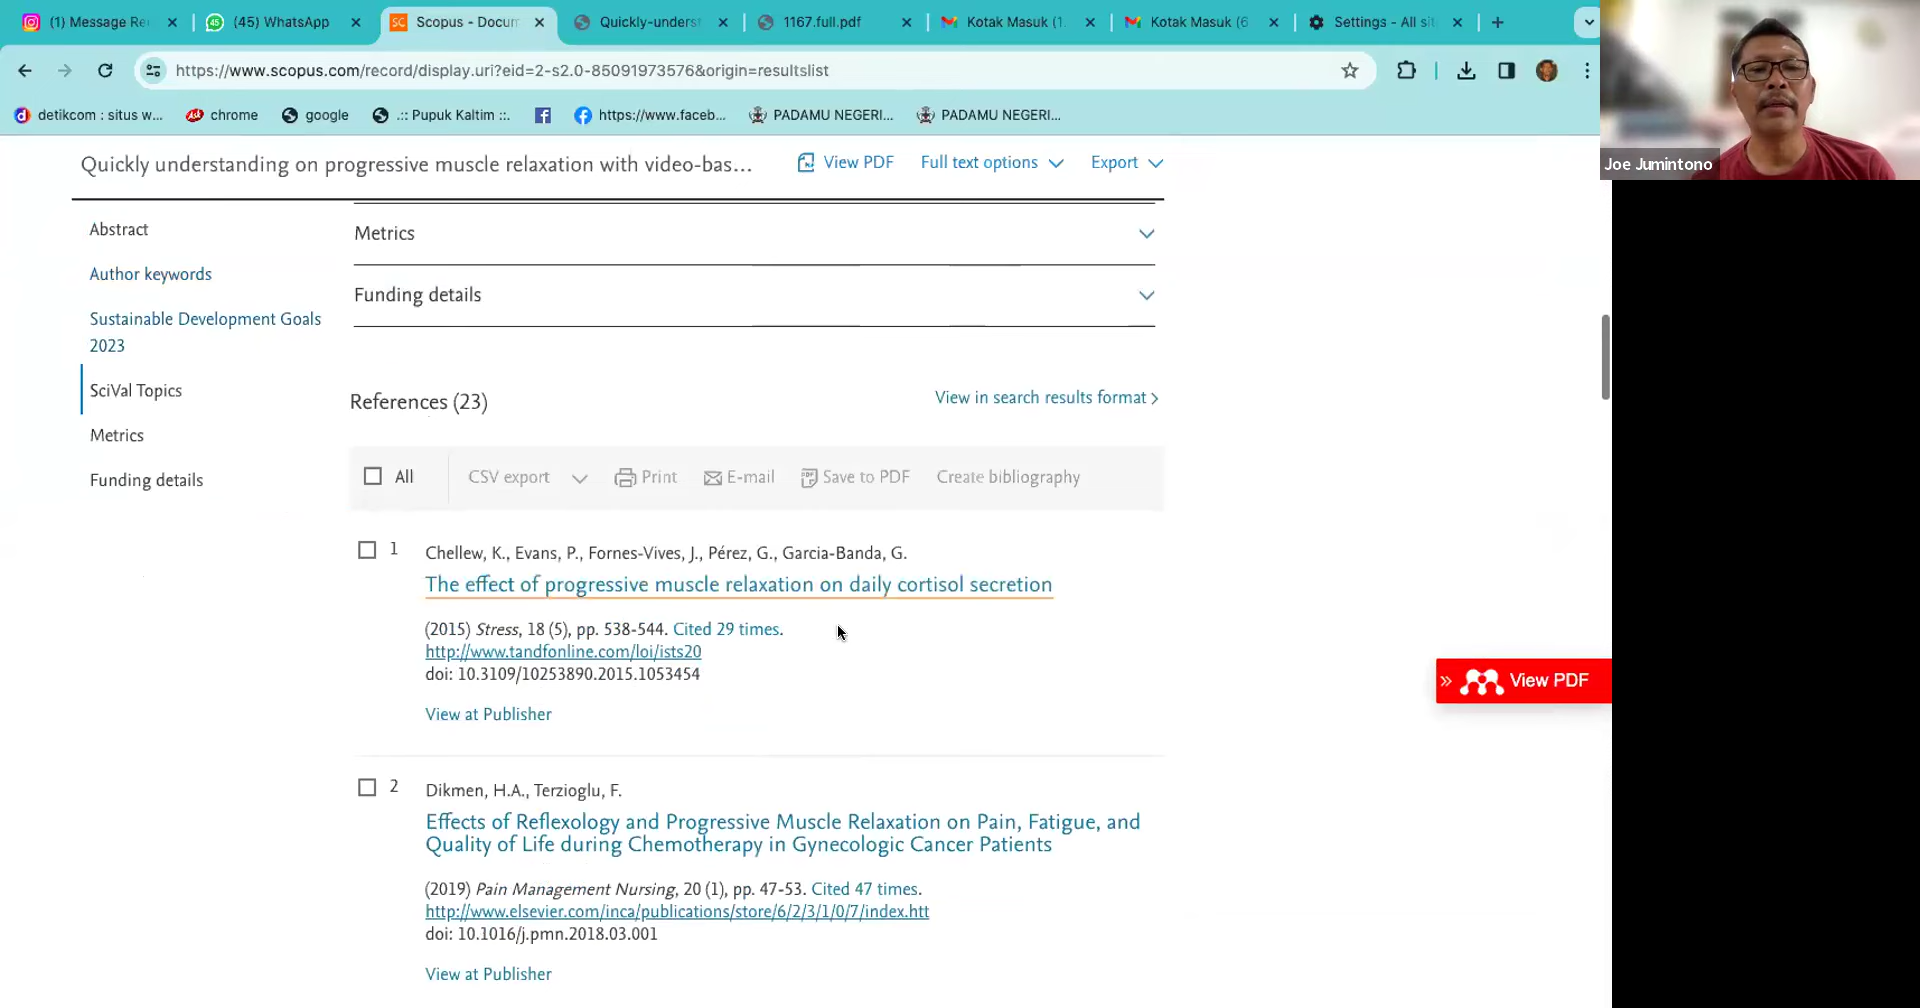 (1) Message Re
(45) WhatsApp
Scopus - Docum
Quickly-underst
1167.full.pdf
Kotak Masuk (1
Kotak Masuk (6
Settings - All sit
https://www.scopus.com/record/display.uri?eid=2-s2.0-85091973576&origin=resultslist
detikcom : situs w...
chrome
google
.:: Pupuk Kaltim ::.
https://www.faceb...
PADAMU NEGERI...
PADAMU NEGERI...
Joe Jumintono
Quickly understanding on progressive muscle relaxation with video-bas...
View PDF
Full text options
Export
Abstract
Author keywords
Sustainable Development Goals
2023
SciVal Topics
Metrics
Funding details
Metrics
Funding details
References (23)
View in search results format
All
CSV export
Print
E-mail
Save to PDF
Create bibliography
1
Chellew, K., Evans, P., Fornes-Vives, J., Pérez, G., Garcia-Banda, G.
The effect of progressive muscle relaxation on daily cortisol secretion
(2015) Stress, 18 (5), pp. 538-544. Cited 29 times.
http://www.tandfonline.com/loi/ists20
doi: 10.3109/10253890.2015.1053454
View at Publisher
» View PDF
2
Dikmen, H.A., Terzioglu, F.
Effects of Reflexology and Progressive Muscle Relaxation on Pain, Fatigue, and
Quality of Life during Chemotherapy in Gynecologic Cancer Patients
(2019) Pain Management Nursing, 20 (1), pp. 47-53. Cited 47 times.
http://www.elsevier.com/inca/publications/store/6/2/3/1/0/7/index.htt
doi: 10.1016/j.pmn.2018.03.001
View at Publisher